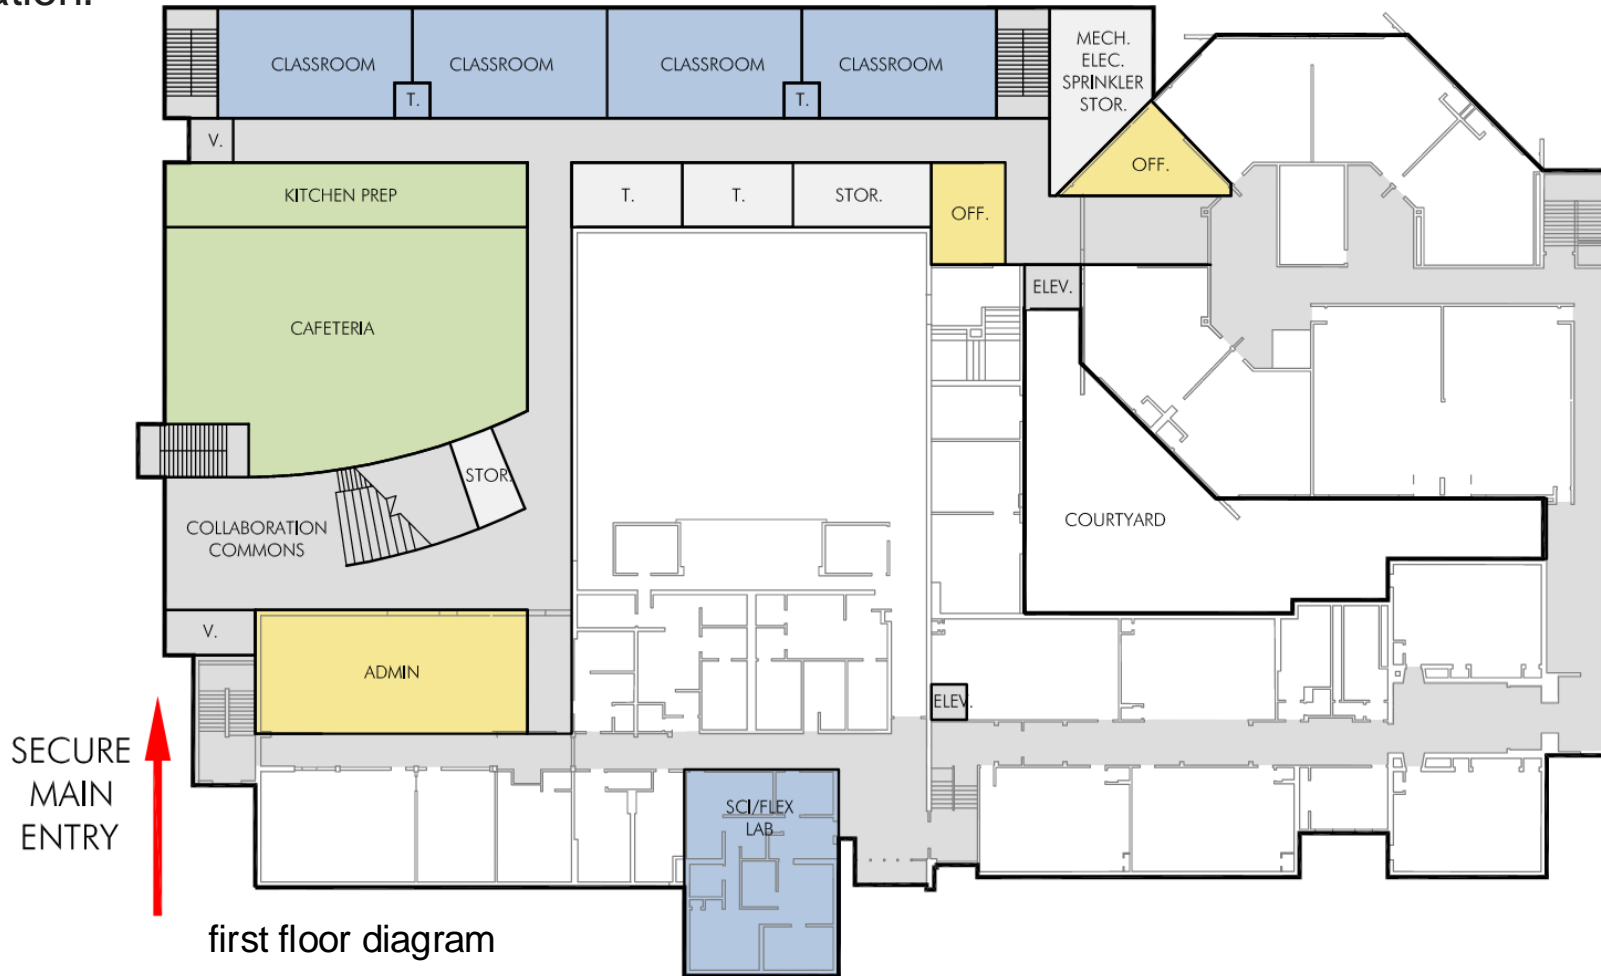 ation.
CLASSROOM
CLASSROOM
CLASSROOM
CLASSROOM
MECH.
ELEC.
SPRINKLER
STOR.
T.
T.
V.
OFF.
KITCHEN PREP
T.
T.
STOR.
OFF.
ELEV.
CAFETERIA
STOR.
COLLABORATION
COMMONS
COURTYARD
V.
ADMIN
ELEV.
SECURE
MAIN
ENTRY
SCI/FLEX
LAB
first floor diagram